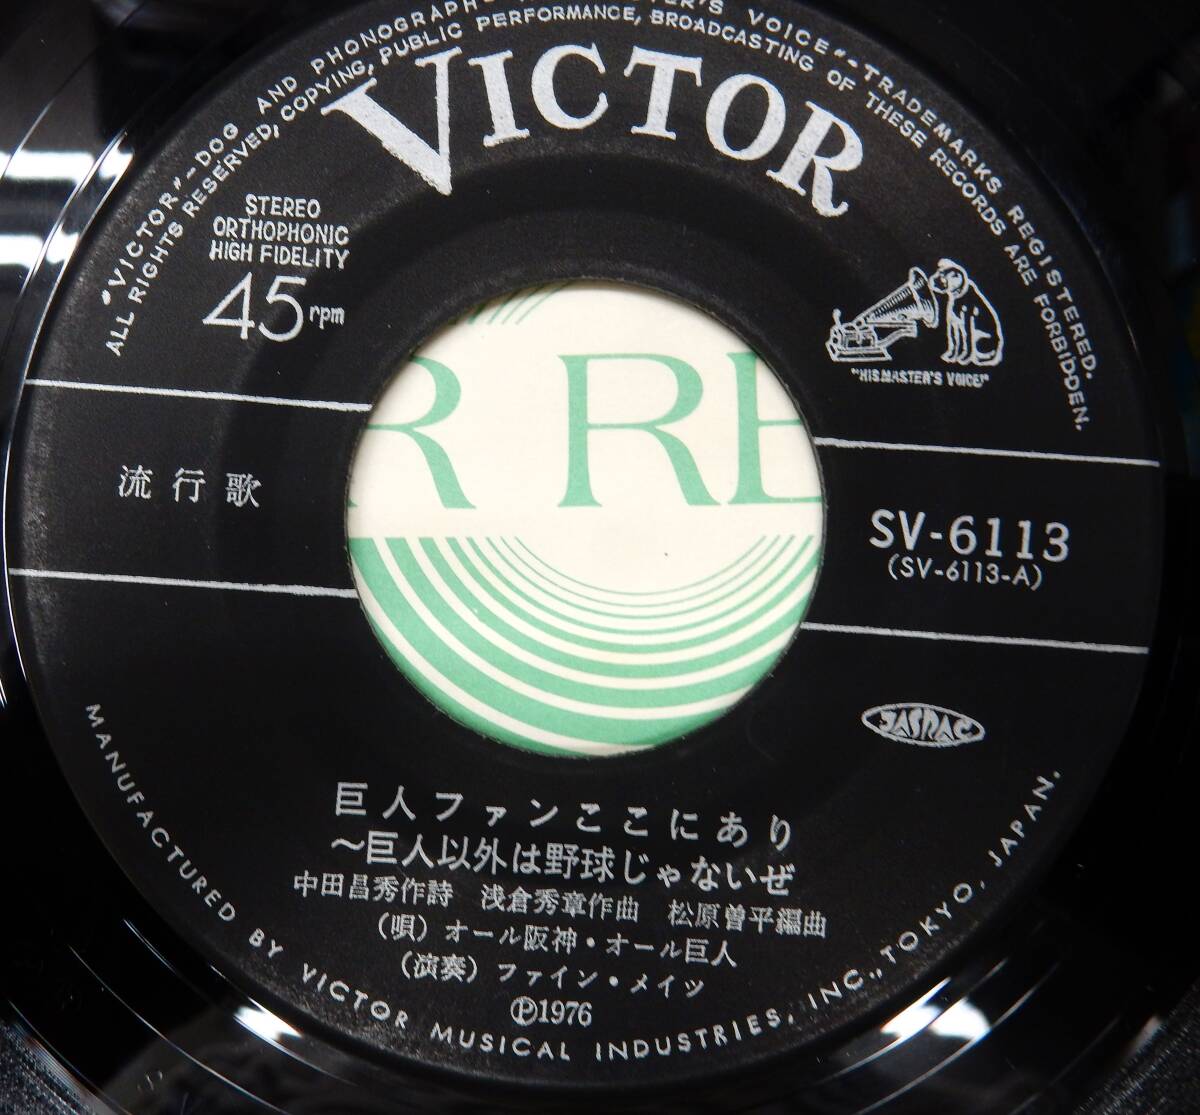 "VICTOR,"-DOG AND PHONOGRAPH-"HIS MASTER'S VOICE"-TRADEMARKS REGISTERED.
ALL RIGHTS RESERVED, COPYING, PUBLIC PERFORMANCE, BROADCASTING OF THESE RECORDS ARE FORBIDDEN.
VICTOR
STEREO
ORTHOPHONIC
HIGH FIDELITY
45rpm
"HIS MASTER'S VOICE"
R RE
流行歌
SV-6113
(SV-6113-A)
JASRAC
巨人ファンここにあり
〜巨人以外は野球じゃないぜ
中田昌秀作詩 浅倉秀章作曲 松原曽平編曲
(唄)オール阪神・オール巨人
(演奏)ファイン・メイツ
Ⓟ1976
MANUFACTURED BY VICTOR MUSICAL INDUSTRIES, INC., TOKYO, JAPAN.